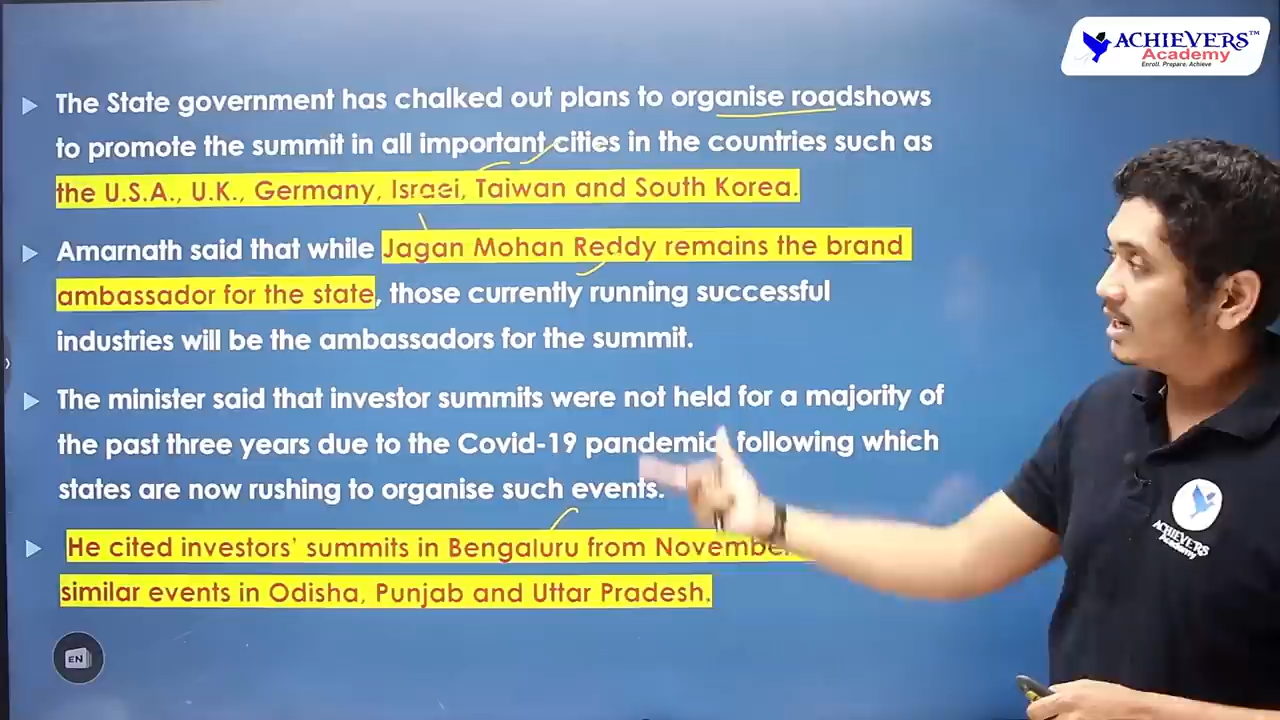 ACHIEVERS™
Academy
Enroll. Prepare. Achieve
The State government has chalked out plans to organise roadshows
to promote the summit in all important cities in the countries such as
the U.S.A., U.K., Germany, Israel, Taiwan and South Korea.
Amarnath said that while Jagan Mohan Reddy remains the brand
ambassador for the state, those currently running successful
industries will be the ambassadors for the summit.
The minister said that investor summits were not held for a majority of
the past three years due to the Covid-19 pandemic following which
states are now rushing to organise such events.
He cited investors' summits in Bengaluru from November
similar events in Odisha, Punjab and Uttar Pradesh.
EN
ACHIEVERS
Academy